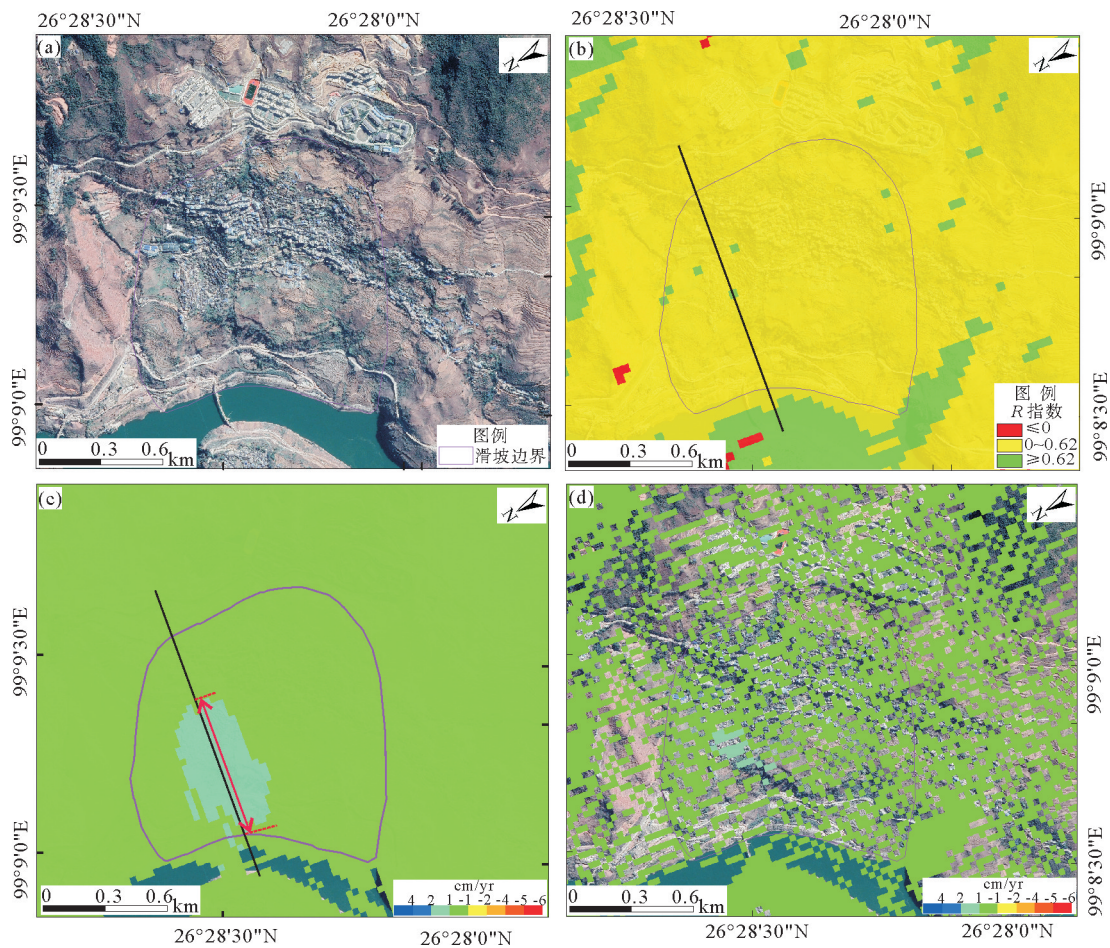 26°28'30"N
26°28'0"N
26°28'30"N
26°28'0"N
(a)
N
99°9'30"E
99°9'0"E
0 0.3 0.6
km
图例
滑坡边界
(b)
N
99°9'0"E
99°8'30"E
0 0.3 0.6
km
图 例
R 指数
≤0
0~0.62
≥0.62
(c)
N
99°9'30"E
99°9'0"E
0 0.3 0.6
km
cm/yr
4 2 1 -1 -2 -4 -5 -6
(d)
N
99°9'0"E
99°8'30"E
0 0.3 0.6
km
cm/yr
4 2 1 -1 -2 -4 -5 -6
26°28'30"N
26°28'0"N
26°28'30"N
26°28'0"N